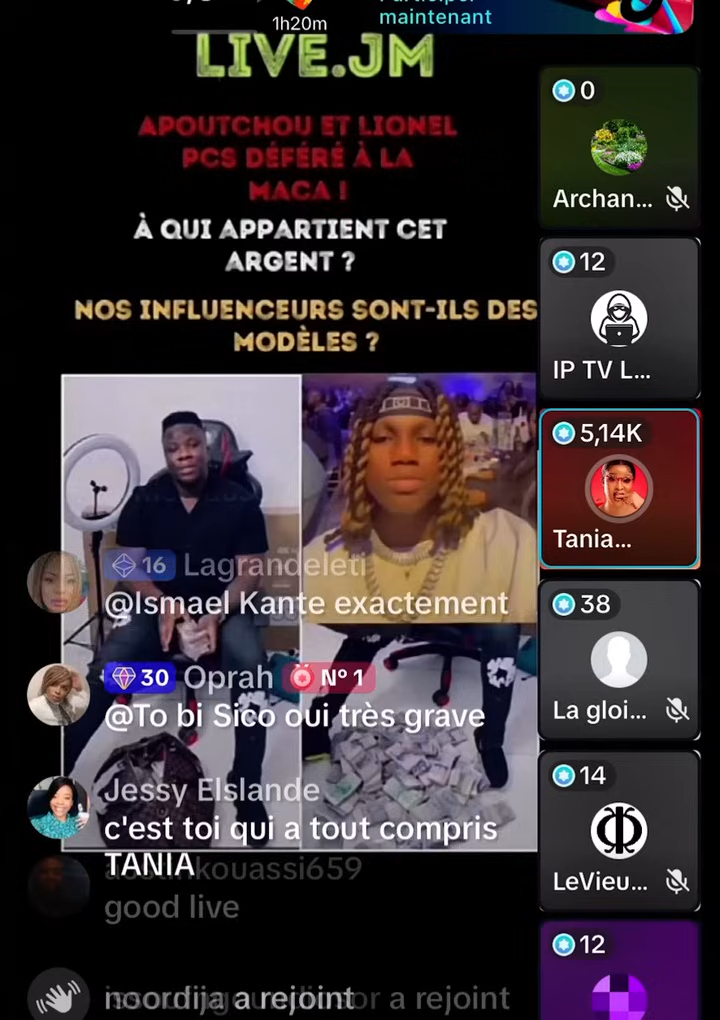 1h20m
maintenant
LIVE.JM
APOUTCHOU ET LIONEL
PCS DÉFÉRÉ À LA
MACA !
À QUI APPARTIENT CET
ARGENT ?
NOS INFLUENCEURS SONT-ILS DES
MODÈLES ?
0
Archan...
12
IP TV L...
5,14K
Tania...
38
La gloi...
14
LeVieu...
12
16 Lagrandeleti
@Ismael Kante exactement
30 Oprah N° 1
@To bi Sico oui très grave
Jessy Elslande
c'est toi qui a tout compris
TANIA
kouassi659
good live
a rejoint
a rejoint